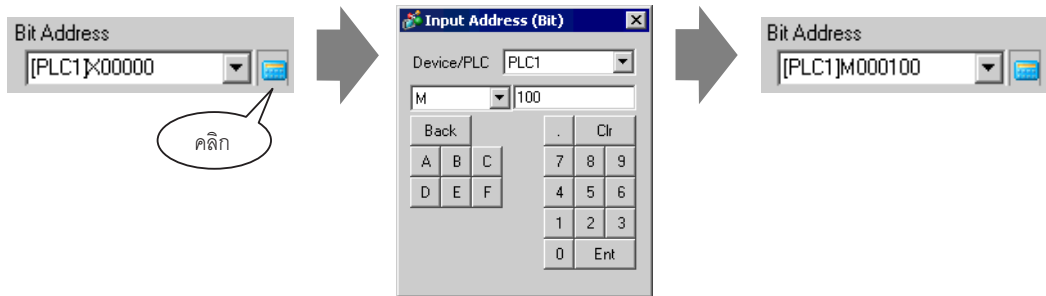 Bit Address
[PLC1]X00000
คลิก
Input Address (Bit)
Device/PLC PLC1
M 100
Back . Clr
A B C 7 8 9
D E F 4 5 6
1 2 3
0 Ent
Bit Address
[PLC1]M000100